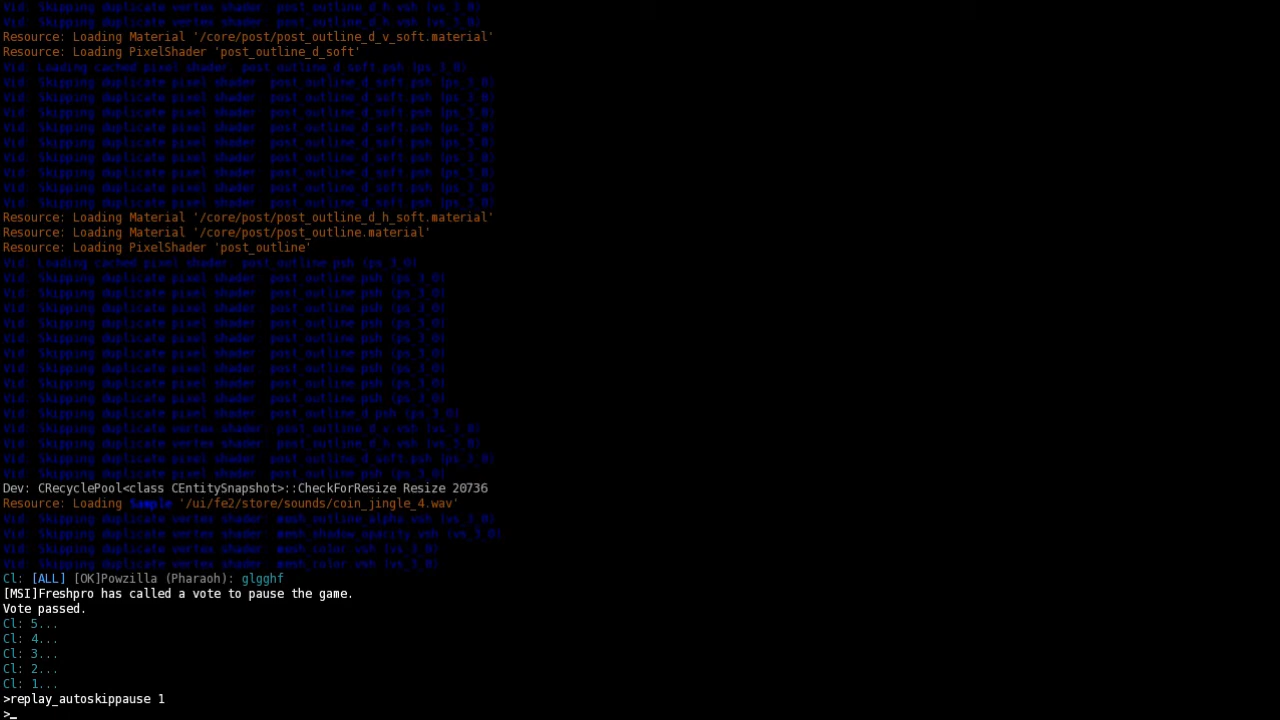 Vid: Skipping duplicate vertex shader: post_outline_d_h.vsh (vs_3_0)
Vid: Skipping duplicate vertex shader: post_outline_d_h.vsh (vs_3_0)
Resource: Loading Material '/core/post/post_outline_d_v_soft.material'
Resource: Loading PixelShader 'post_outline_d_soft'
Vid: Loading cached pixel shader: post_outline_d_soft.psh (ps_3_0)
Vid: Skipping duplicate pixel shader: post_outline_d_soft.psh (ps_3_0)
Vid: Skipping duplicate pixel shader: post_outline_d_soft.psh (ps_3_0)
Vid: Skipping duplicate pixel shader: post_outline_d_soft.psh (ps_3_0)
Vid: Skipping duplicate pixel shader: post_outline_d_soft.psh (ps_3_0)
Vid: Skipping duplicate pixel shader: post_outline_d_soft.psh (ps_3_0)
Vid: Skipping duplicate pixel shader: post_outline_d_soft.psh (ps_3_0)
Vid: Skipping duplicate pixel shader: post_outline_d_soft.psh (ps_3_0)
Vid: Skipping duplicate pixel shader: post_outline_d_soft.psh (ps_3_0)
Vid: Skipping duplicate pixel shader: post_outline_d_soft.psh (ps_3_0)
Resource: Loading Material '/core/post/post_outline_d_h_soft.material'
Resource: Loading Material '/core/post/post_outline.material'
Resource: Loading PixelShader 'post_outline'
Vid: Loading cached pixel shader: post_outline.psh (ps_3_0)
Vid: Skipping duplicate pixel shader: post_outline.psh (ps_3_0)
Vid: Skipping duplicate pixel shader: post_outline.psh (ps_3_0)
Vid: Skipping duplicate pixel shader: post_outline.psh (ps_3_0)
Vid: Skipping duplicate pixel shader: post_outline.psh (ps_3_0)
Vid: Skipping duplicate pixel shader: post_outline.psh (ps_3_0)
Vid: Skipping duplicate pixel shader: post_outline.psh (ps_3_0)
Vid: Skipping duplicate pixel shader: post_outline.psh (ps_3_0)
Vid: Skipping duplicate pixel shader: post_outline.psh (ps_3_0)
Vid: Skipping duplicate pixel shader: post_outline.psh (ps_3_0)
Vid: Skipping duplicate pixel shader: post_outline_d.psh (ps_3_0)
Vid: Skipping duplicate vertex shader: post_outline_d_v.vsh (vs_3_0)
Vid: Skipping duplicate vertex shader: post_outline_d_h.vsh (vs_3_0)
Vid: Skipping duplicate pixel shader: post_outline_d_soft.psh (ps_3_0)
Vid: Skipping duplicate pixel shader: post_outline.psh (ps_3_0)
Dev: CRecyclePool<class CEntitySnapshot>::CheckForResize Resize 20736
Resource: Loading Sample '/ui/fe2/store/sounds/coin_jingle_4.wav'
Vid: Skipping duplicate vertex shader: mesh_outline_alpha.vsh (vs_3_0)
Vid: Skipping duplicate vertex shader: mesh_shadow_opacity.vsh (vs_3_0)
Vid: Skipping duplicate vertex shader: mesh_color.vsh (vs_3_0)
Vid: Skipping duplicate vertex shader: mesh_color.vsh (vs_3_0)
Cl: [ALL] [OK]Powzilla (Pharaoh): glgghf
[MSI]Freshpro has called a vote to pause the game.
Vote passed.
Cl: 5...
Cl: 4...
Cl: 3...
Cl: 2...
Cl: 1...
>replay_autoskippause 1
>_